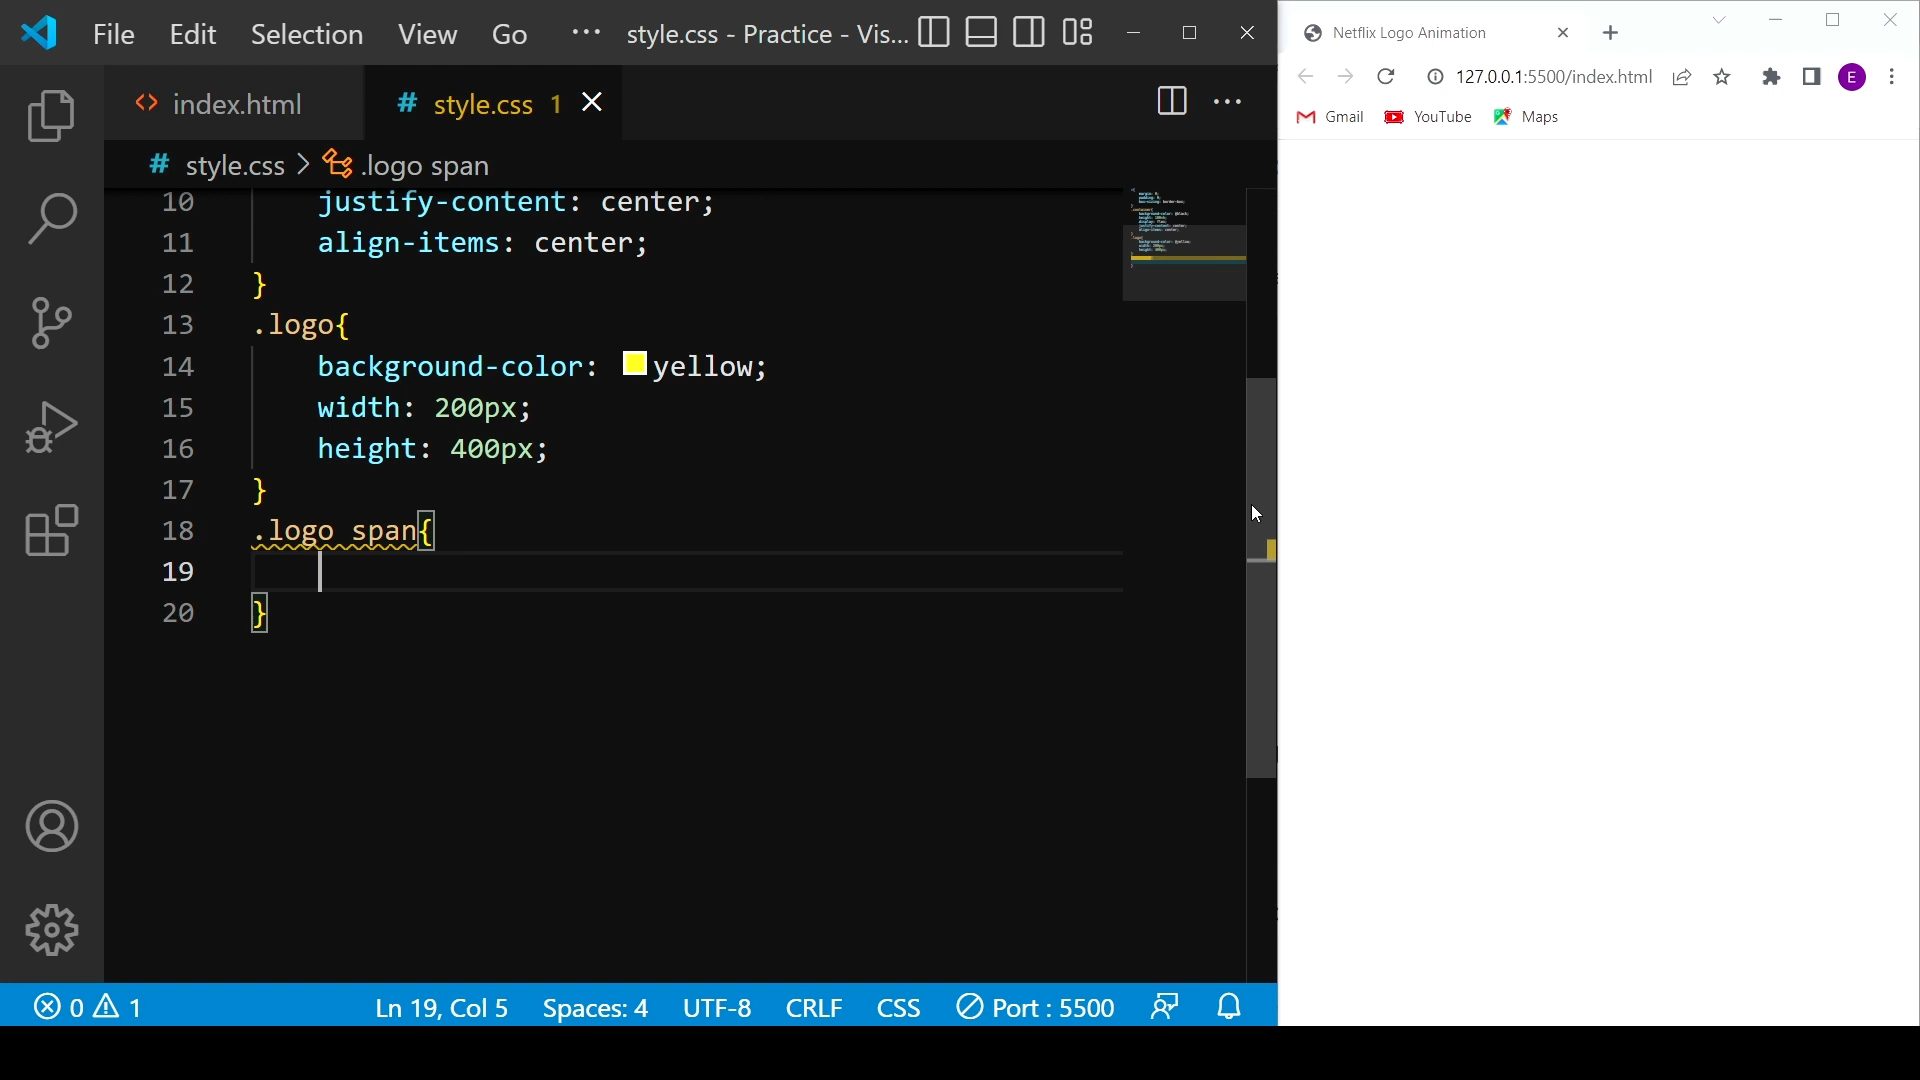 File Edit Selection View Go ··· style.css - Practice - Vis...
index.html # style.css 1
# style.css > .logo span
10 justify-content: center;
11 align-items: center;
12 }
13 .logo{
14 background-color: yellow;
15 width: 200px;
16 height: 400px;
17 }
18 .logo span{
19
20 }
0 1 Ln 19, Col 5 Spaces: 4 UTF-8 CRLF CSS Port : 5500
Netflix Logo Animation
127.0.0.1:5500/index.html E
Gmail YouTube Maps